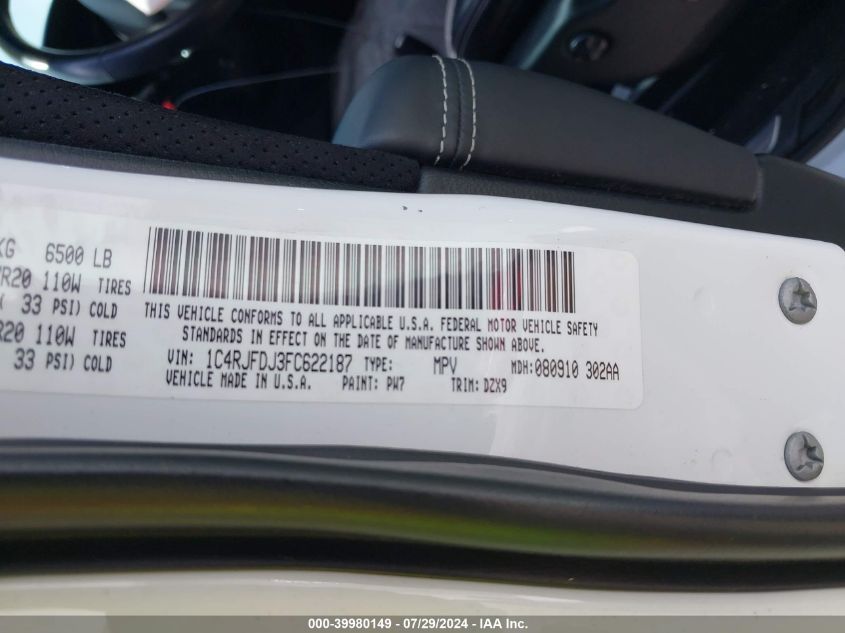 KG 6500 LB
R20 110W TIRES
33 PSI) COLD
R20 110W TIRES
33 PSI) COLD
THIS VEHICLE CONFORMS TO ALL APPLICABLE U.S.A. FEDERAL MOTOR VEHICLE SAFETY
STANDARDS IN EFFECT ON THE DATE OF MANUFACTURE SHOWN ABOVE.
VIN: 1C4RJFDJ3FC622187 TYPE: MPV MDH: 080910 302AA
VEHICLE MADE IN U.S.A. PAINT: PW7 TRIM: DZX9
000-39980149 - 07/29/2024 - IAA Inc.